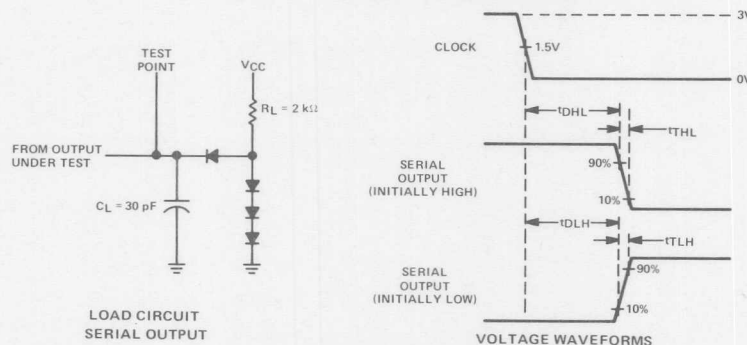 TEST
POINT
VCC
RL = 2 kΩ
FROM OUTPUT
UNDER TEST
CL = 30 pF
LOAD CIRCUIT
SERIAL OUTPUT
3V
CLOCK
1.5V
0V
tDHL
tTHL
SERIAL
OUTPUT
(INITIALLY HIGH)
90%
10%
tDLH
tTLH
SERIAL
OUTPUT
(INITIALLY LOW)
90%
10%
VOLTAGE WAVEFORMS